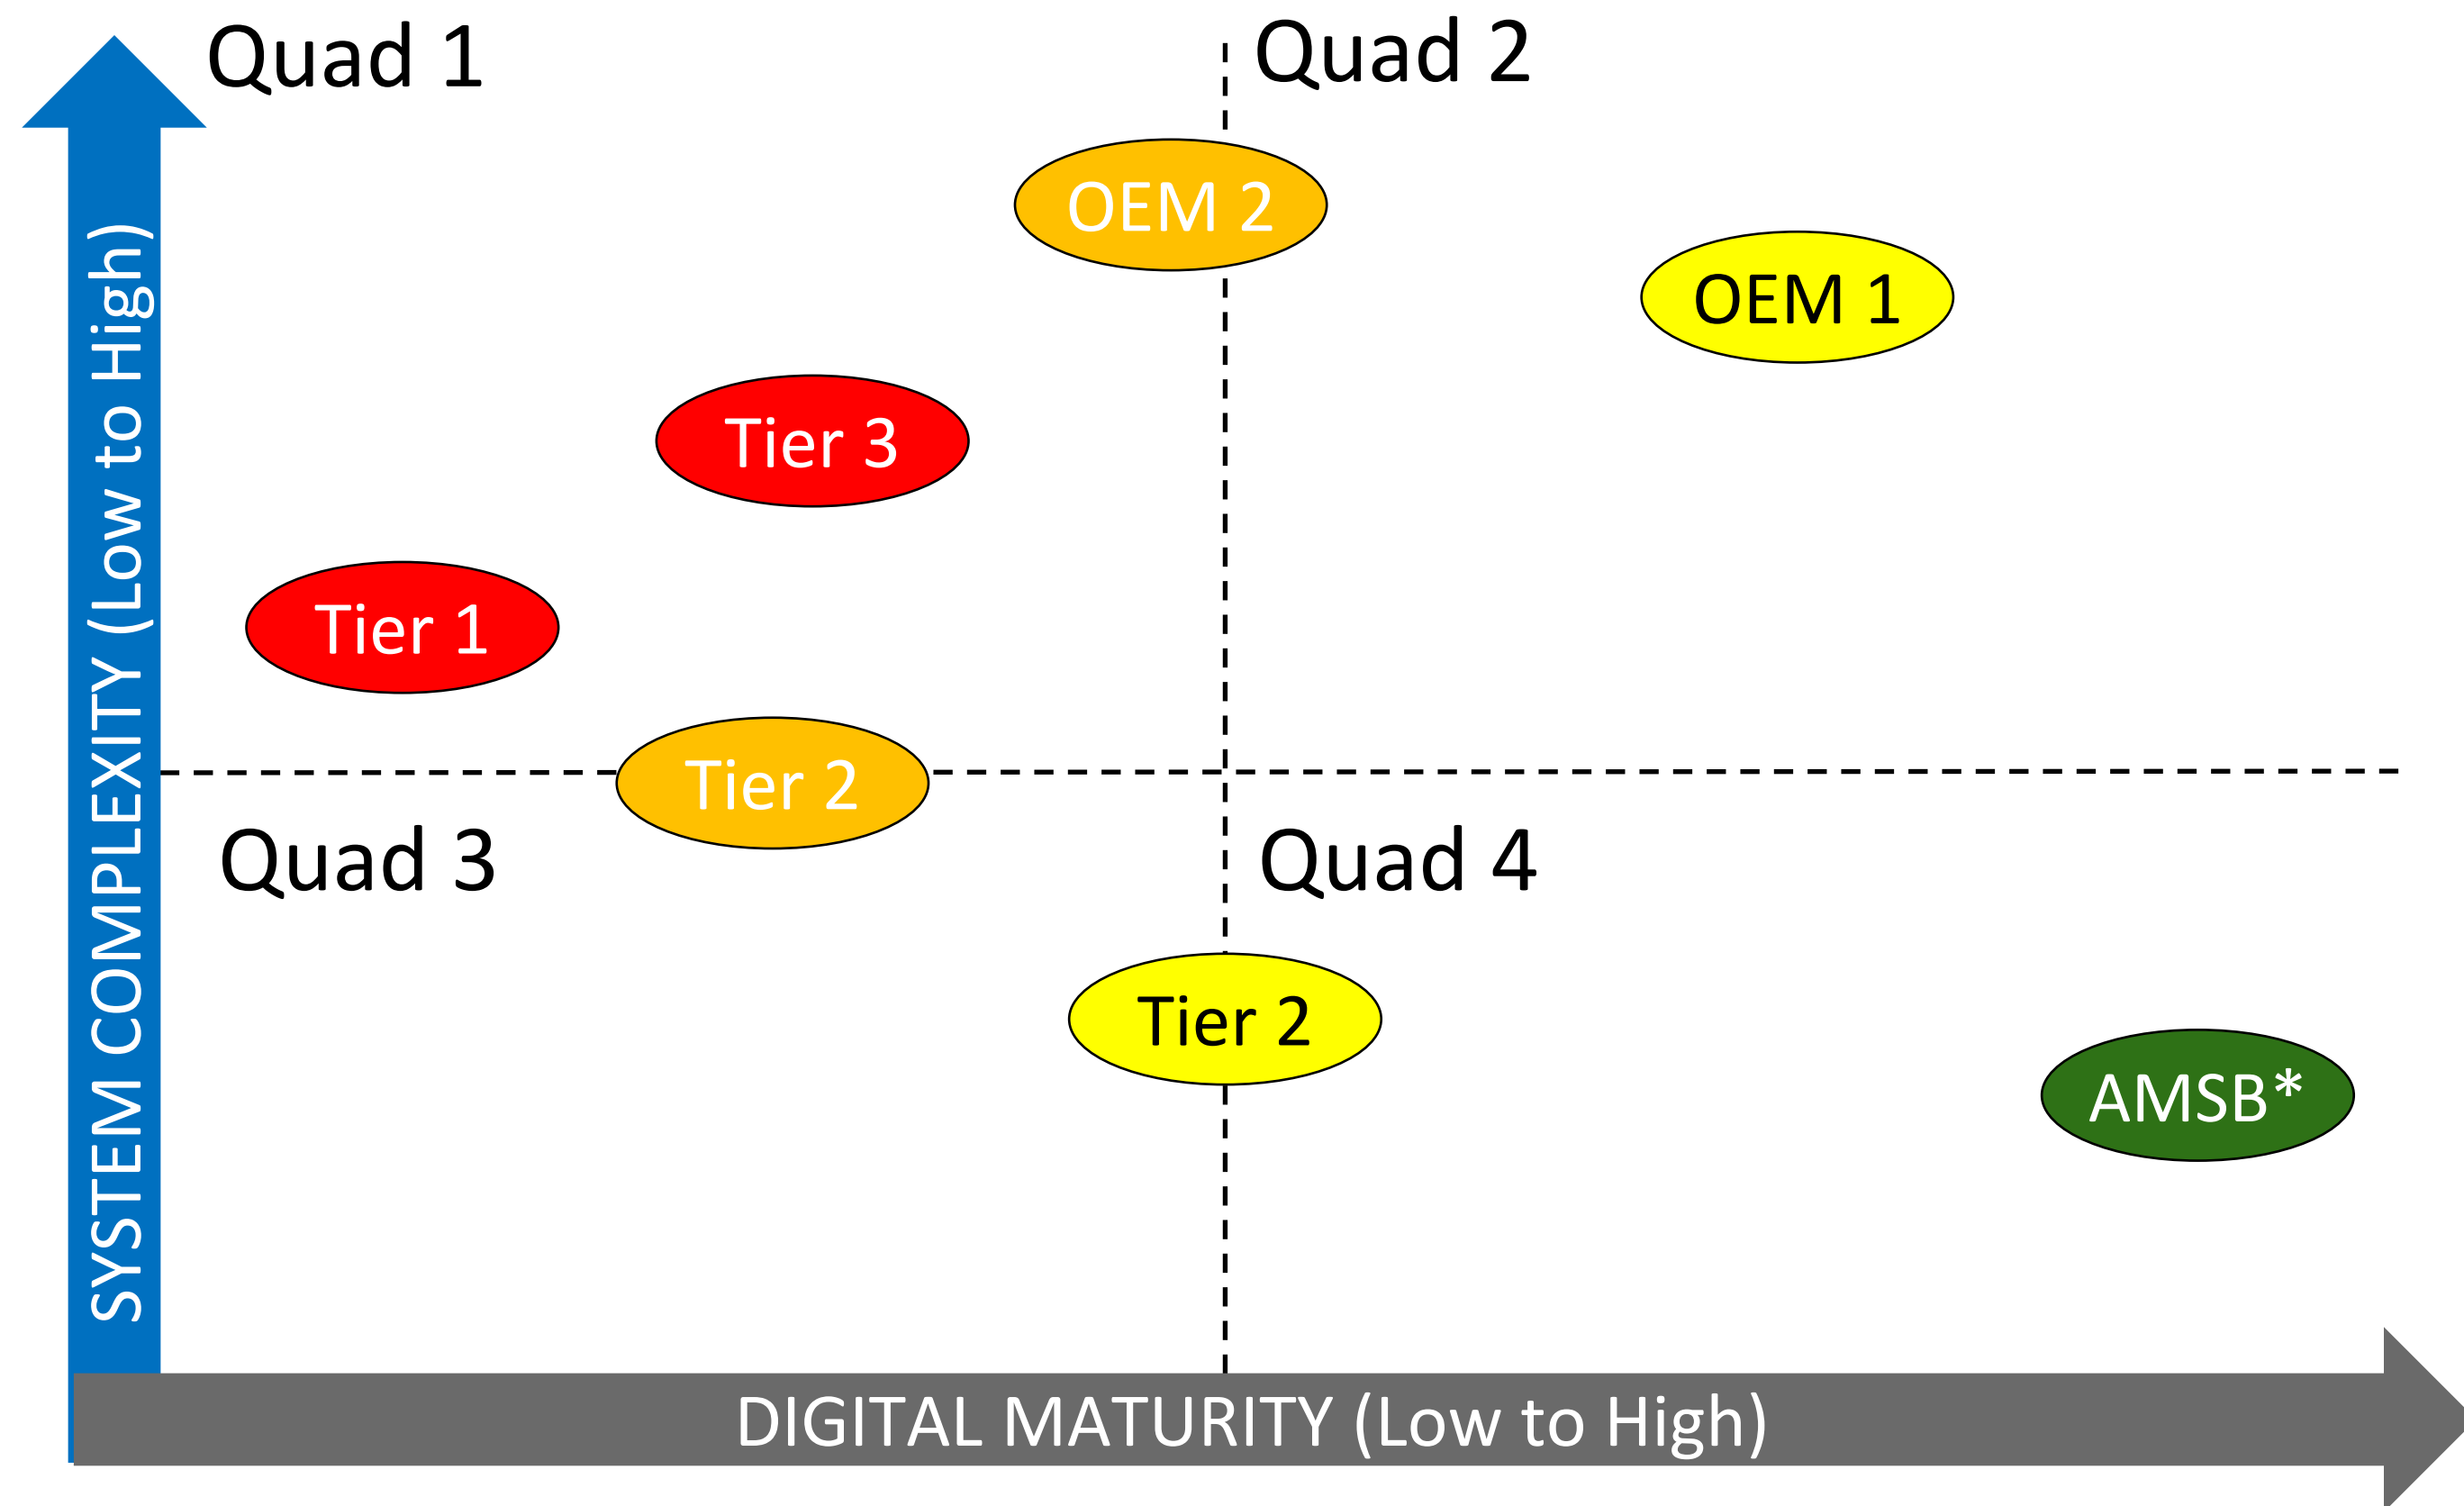 Quad 1
Quad 2
OEM 2
OEM 1
Tier 3
Tier 1
Tier 2
Quad 3
Quad 4
Tier 2
AMSB*
SYSTEM COMPLEXITY (Low to High)
DIGITAL MATURITY (Low to High)